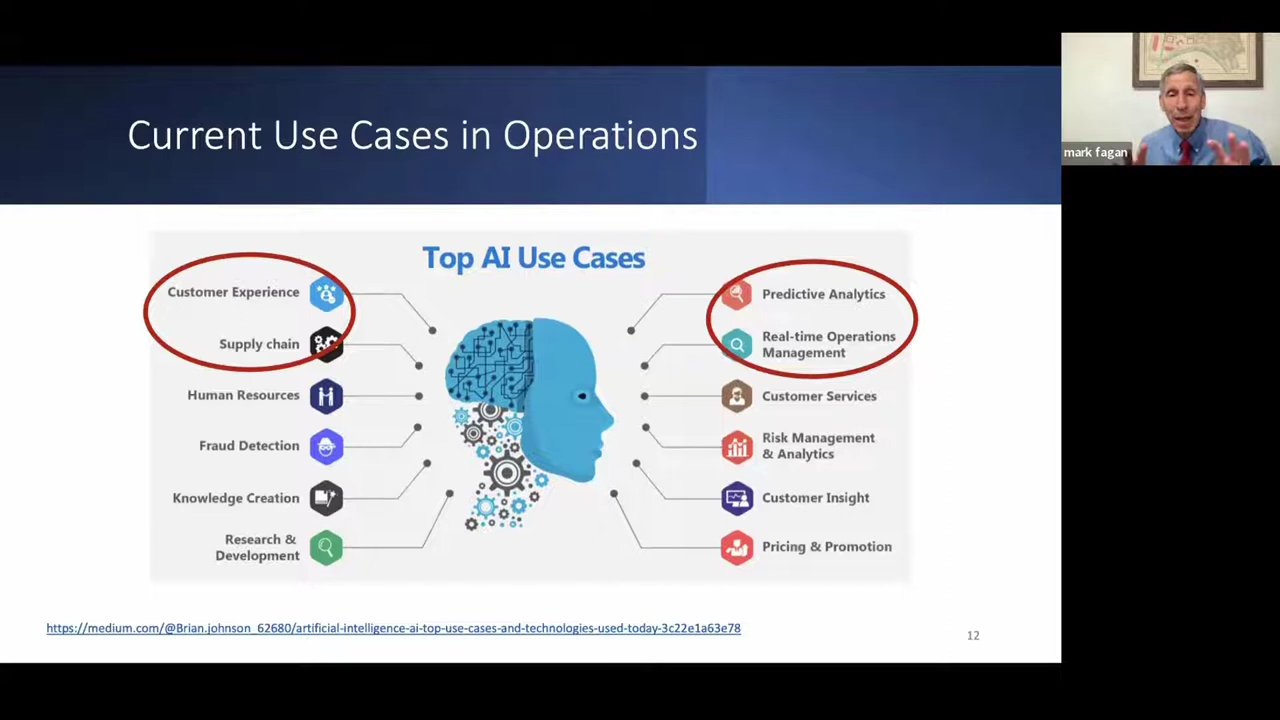 Current Use Cases in Operations
mark fagan
Top AI Use Cases
Customer Experience
Supply chain
Human Resources
Fraud Detection
Knowledge Creation
Research &
Development
Predictive Analytics
Real-time Operations
Management
Customer Services
Risk Management
& Analytics
Customer Insight
Pricing & Promotion
https://medium.com/@Brian.johnson_62680/artificial-intelligence-ai-top-use-cases-and-technologies-used-today-3c22e1a63e78
12